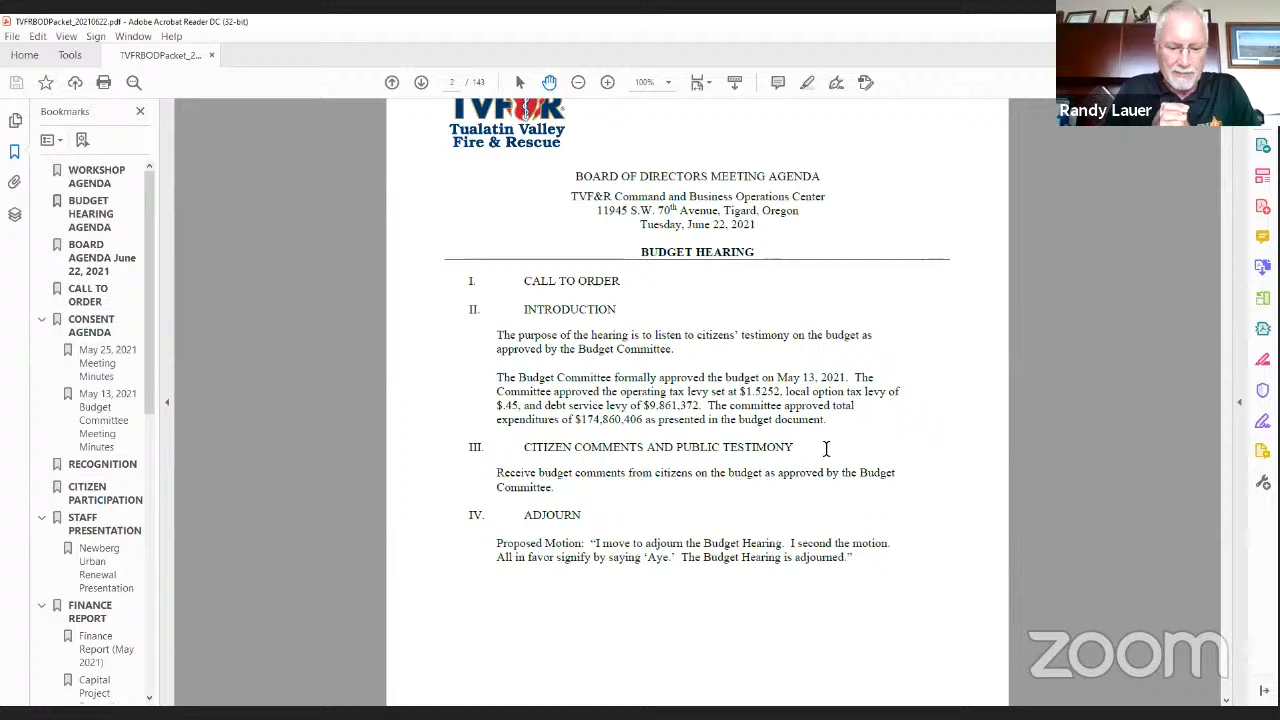 TVFRBODPacket_20210622.pdf - Adobe Acrobat Reader DC (32-bit)
File Edit View Sign Window Help
Home Tools TVFRBODPacket_2... ×
2 / 143 100%
Bookmarks
WORKSHOP
AGENDA
BUDGET
HEARING
AGENDA
BOARD
AGENDA June
22, 2021
CALL TO
ORDER
CONSENT
AGENDA
May 25, 2021
Meeting
Minutes
May 13, 2021
Budget
Committee
Meeting
Minutes
RECOGNITION
CITIZEN
PARTICIPATION
STAFF
PRESENTATION
Newberg
Urban
Renewal
Presentation
FINANCE
REPORT
Finance
Report (May
2021)
Capital
Project
TVF&R
Tualatin Valley
Fire & Rescue
BOARD OF DIRECTORS MEETING AGENDA
TVF&R Command and Business Operations Center
11945 S.W. 70th Avenue, Tigard, Oregon
Tuesday, June 22, 2021
BUDGET HEARING
I. CALL TO ORDER
II. INTRODUCTION
The purpose of the hearing is to listen to citizens' testimony on the budget as
approved by the Budget Committee.
The Budget Committee formally approved the budget on May 13, 2021. The
Committee approved the operating tax levy set at $1.5252, local option tax levy of
$.45, and debt service levy of $9,861,372. The committee approved total
expenditures of $174,860,406 as presented in the budget document.
III. CITIZEN COMMENTS AND PUBLIC TESTIMONY
Receive budget comments from citizens on the budget as approved by the Budget
Committee.
IV. ADJOURN
Proposed Motion: “I move to adjourn the Budget Hearing. I second the motion.
All in favor signify by saying ‘Aye.’ The Budget Hearing is adjourned.”
Randy Lauer
zoom